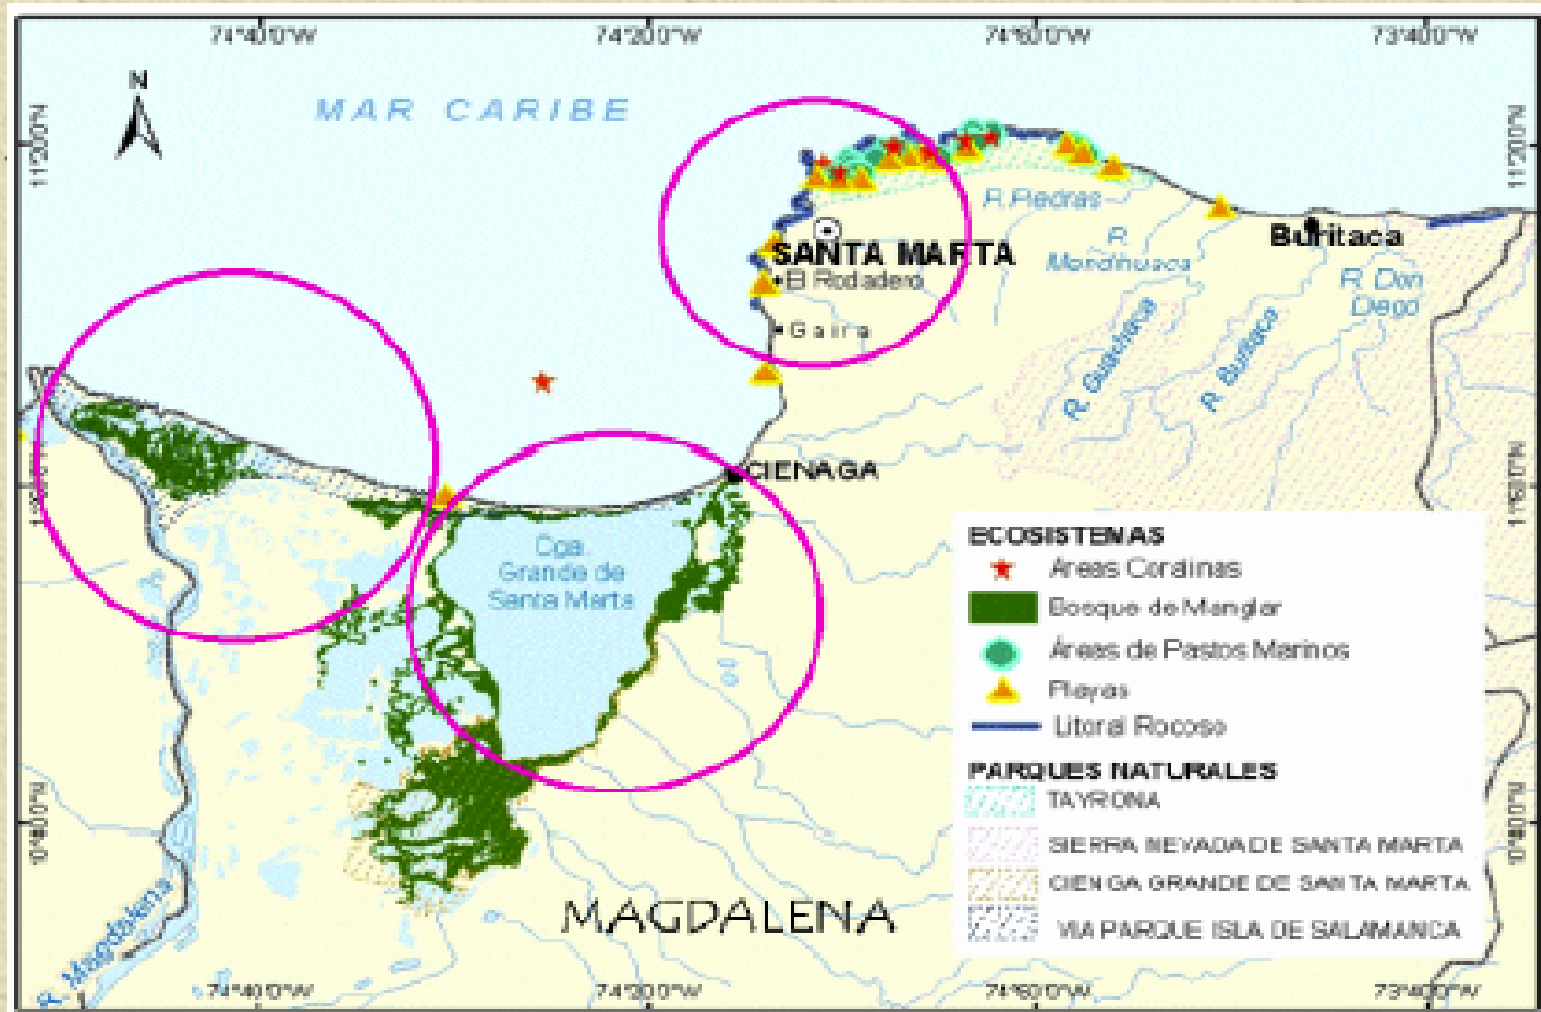 74°40'0"W 74°20'0"W 74°60'0"W 73°40'0"W
N
MAR CARIBE
11°20'0"N
11°20'0"N
R. Piedras
R.
Mendihuaca
SANTA MARTA
El Rodadero
Gaira
Buritaca
R. Don
Diego
R. Guachaca
R. Buritaca
CIENAGA
Cga.
Grande de
Santa Marta
ECOSISTEMAS
Áreas Coralinas
Bosque de Manglar
Áreas de Pastos Marinos
Playas
Litoral Rocoso
PARQUES NATURALES
TAYRONA
SIERRA NEVADA DE SANTA MARTA
CIENGA GRANDE DE SANTA MARTA
VIA PARQUE ISLA DE SALAMANCA
MAGDALENA
R. Magdalena
74°40'0"W 74°20'0"W 74°60'0"W 73°40'0"W